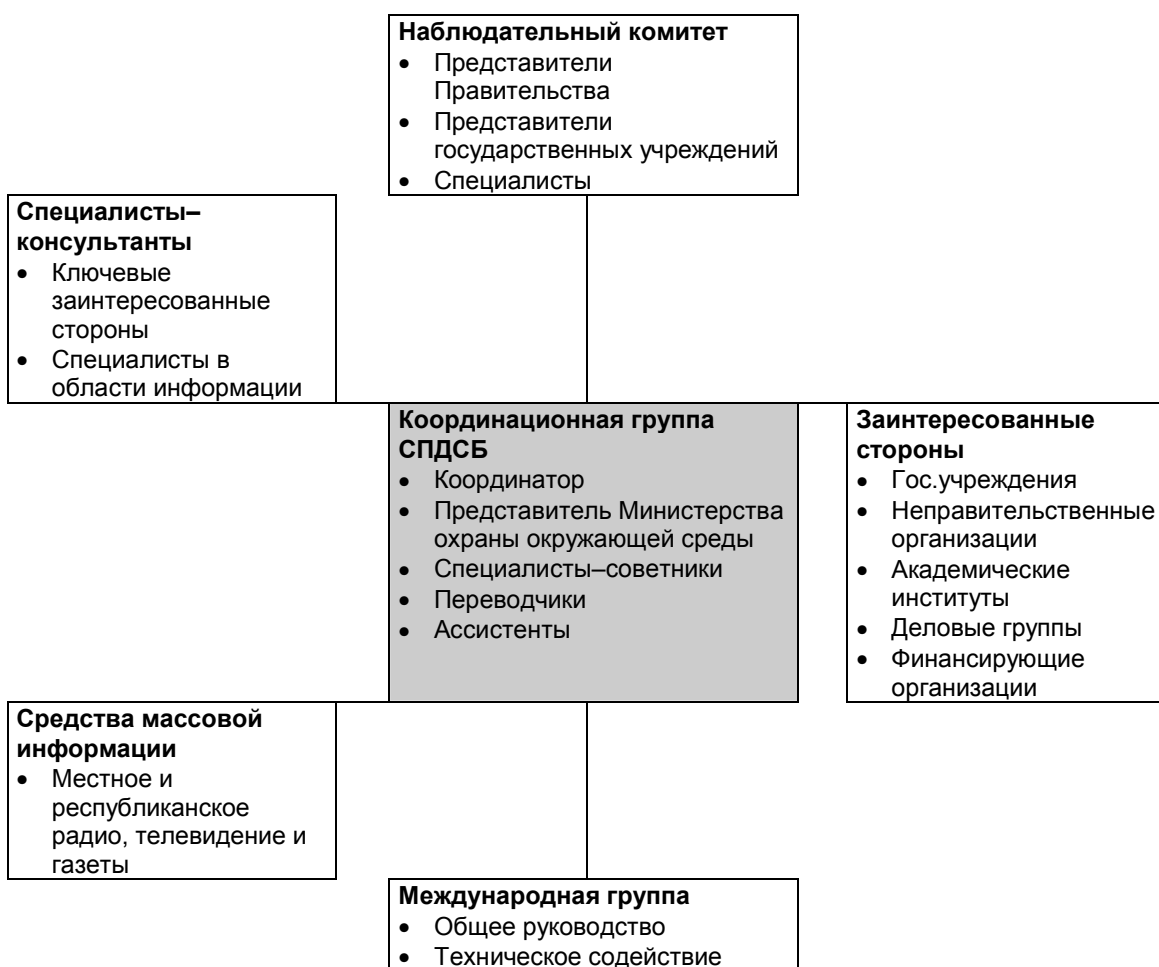 Наблюдательный комитет
• Представители
Правительства
• Представители
государственных учреждений
• Специалисты
Специалисты–
консультанты
• Ключевые
заинтересованные
стороны
• Специалисты в
области информации
Координационная группа
СПДСБ
• Координатор
• Представитель Министерства
охраны окружающей среды
• Специалисты–советники
• Переводчики
• Ассистенты
Заинтересованные
стороны
• Гос.учреждения
• Неправительственные
организации
• Академические
институты
• Деловые группы
• Финансирующие
организации
Средства массовой
информации
• Местное и
республиканское
радио, телевидение и
газеты
Международная группа
• Общее руководство
• Техническое содействие